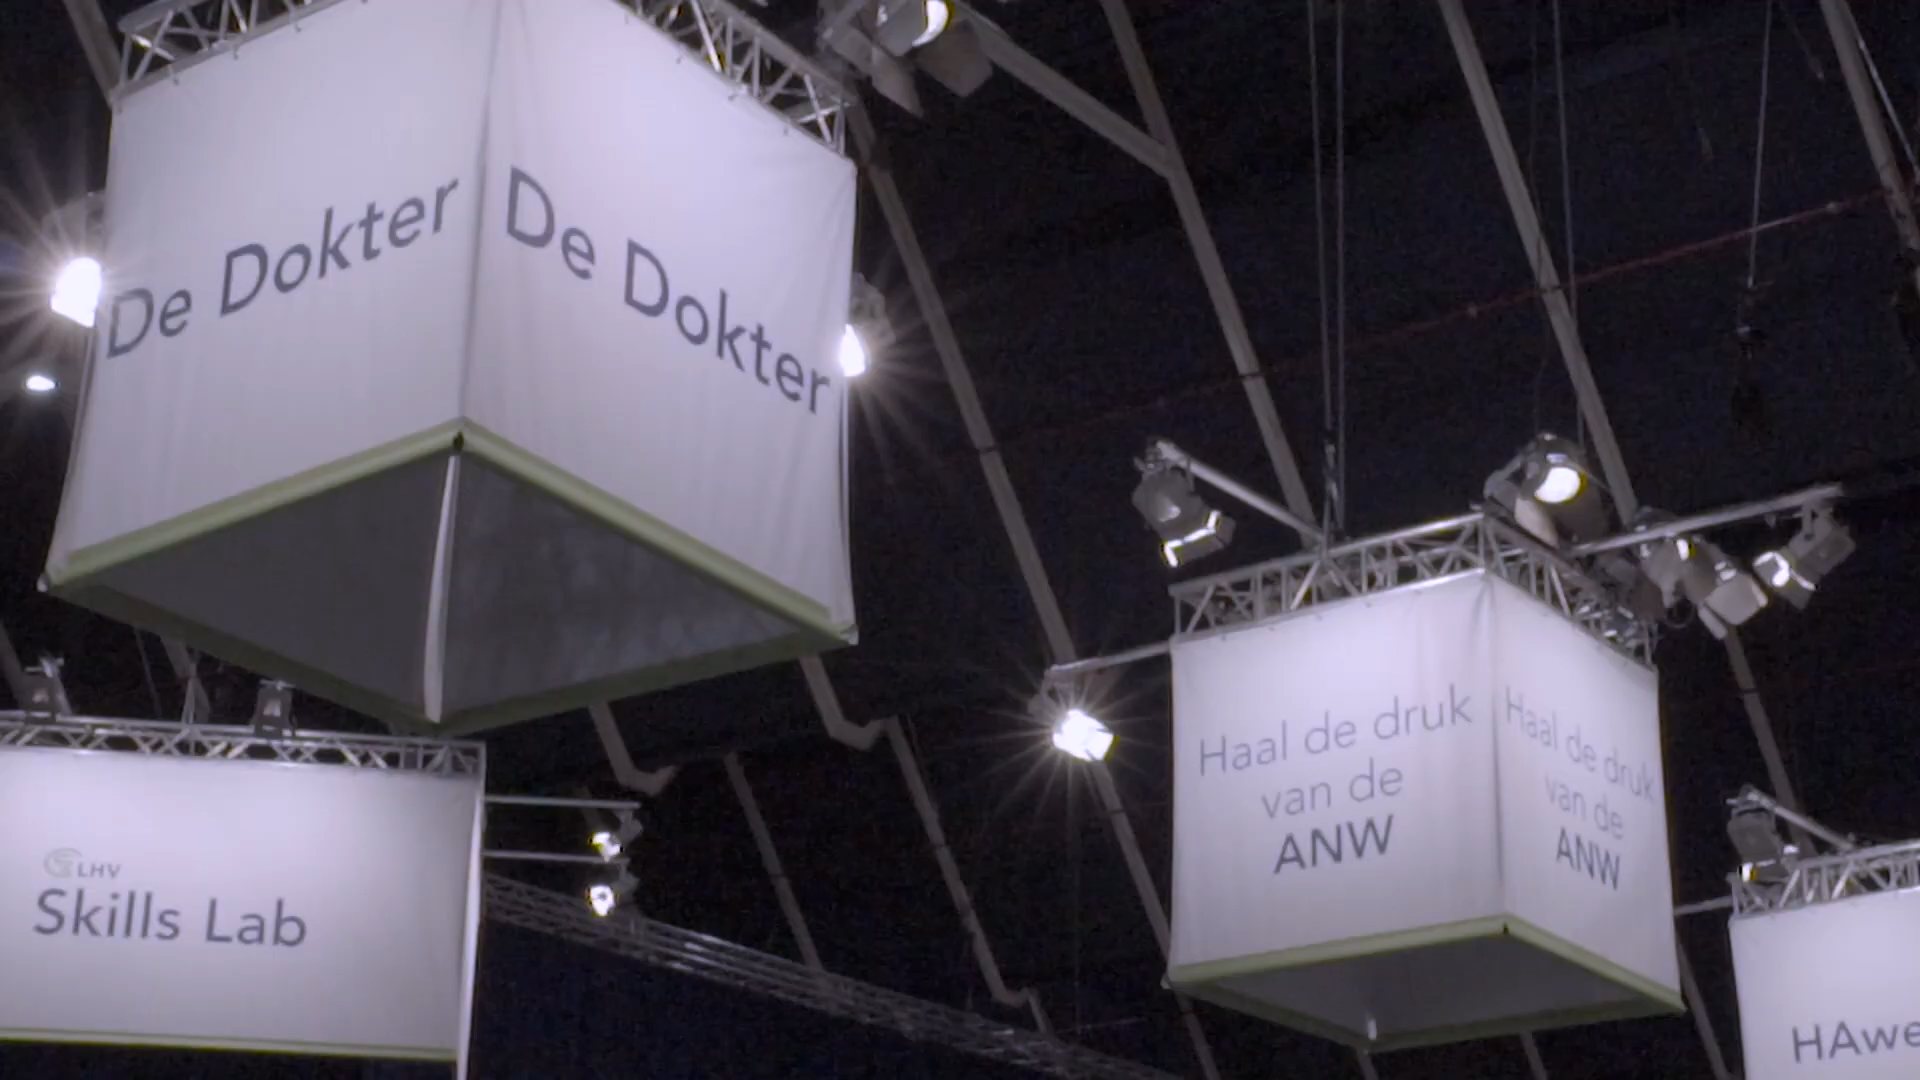 De Dokter
De Dokter
LHV
Skills Lab
Haal de druk
van de
ANW
Haal de druk
van de
ANW
HAwe